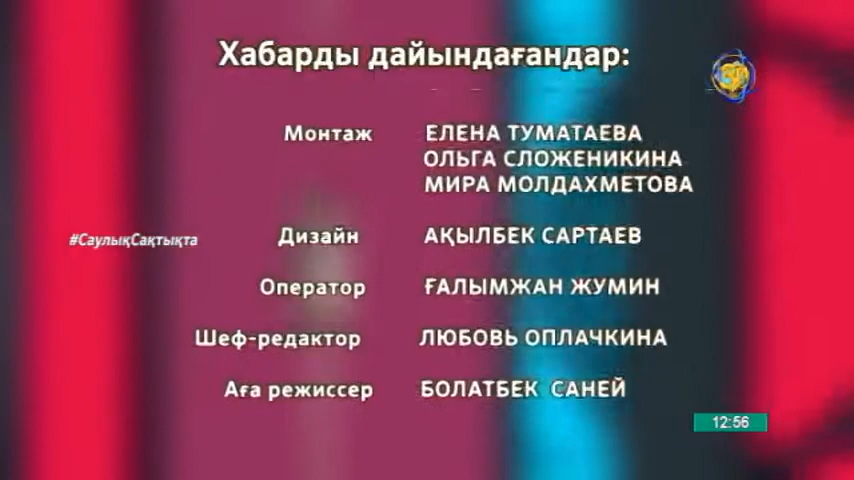 Хабарды дайындағандар:
Монтаж ЕЛЕНА ТУМАТАЕВА
ОЛЬГА СЛОЖЕНИКИНА
МИРА МОЛДАХМЕТОВА
#СаулықСақтықта
Дизайн АҚЫЛБЕК САРТАЕВ
Оператор ҒАЛЫМЖАН ЖУМИН
Шеф-редактор ЛЮБОВЬ ОПЛАЧКИНА
Аға режиссер БОЛАТБЕК САНЕЙ
12:56